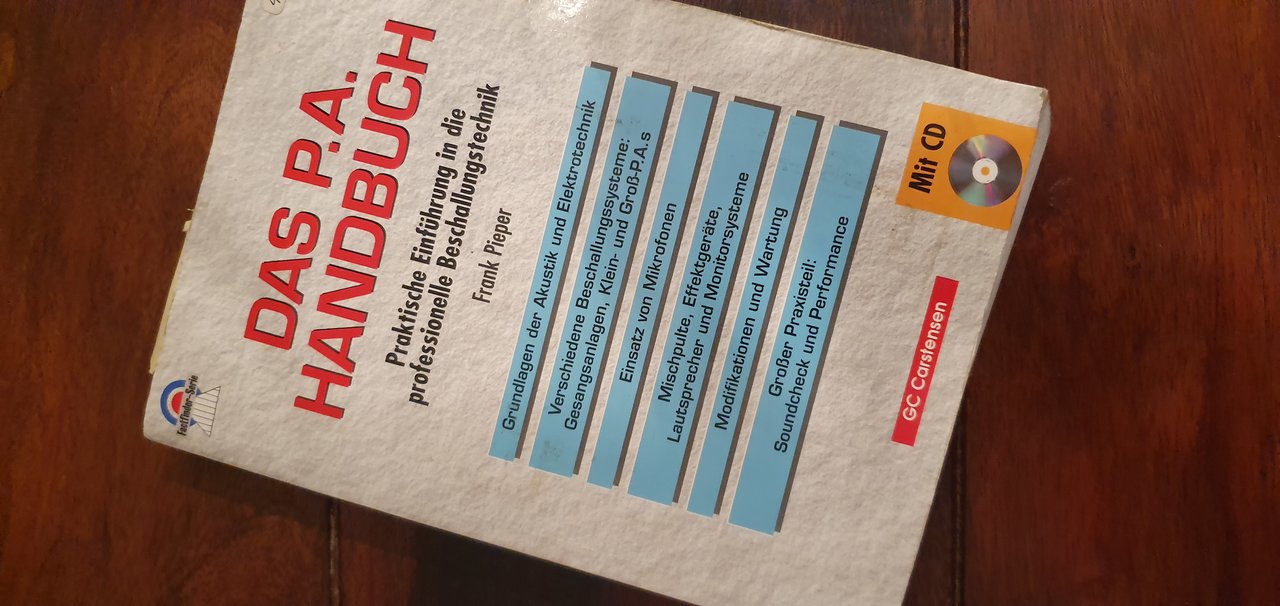 Factfinder-Serie
DAS P.A.
HANDBUCH
Praktische Einführung in die
professionelle Beschallungstechnik
Frank Pieper
Grundlagen der Akustik und Elektrotechnik
Verschiedene Beschallungssysteme:
Gesangsanlagen, Klein- und Groß-P.A.s
Einsatz von Mikrofonen
Mischpulte, Effektgeräte,
Lautsprecher und Monitorsysteme
Modifikationen und Wartung
Großer Praxisteil:
Soundcheck und Performance
Mit CD
GC Carstensen